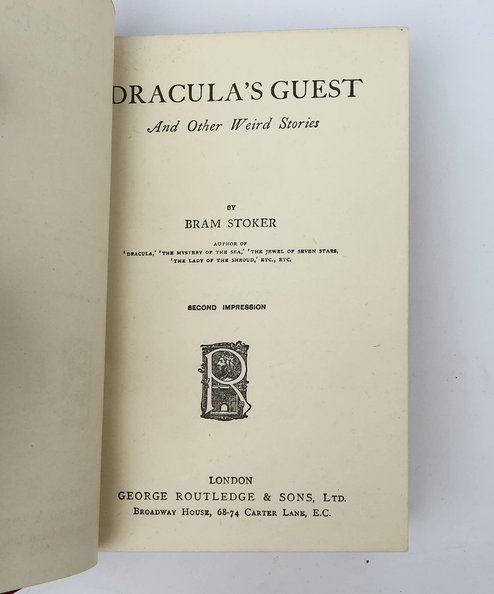 DRACULA'S GUEST
And Other Weird Stories
BY
BRAM STOKER
AUTHOR OF
'DRACULA,' 'THE MYSTERY OF THE SEA,' 'THE JEWEL OF SEVEN STARS,
'THE LADY OF THE SHROUD,' ETC., ETC.
SECOND IMPRESSION
R
LONDON
GEORGE ROUTLEDGE & SONS, LTD.
BROADWAY HOUSE, 68-74 CARTER LANE, E.C.